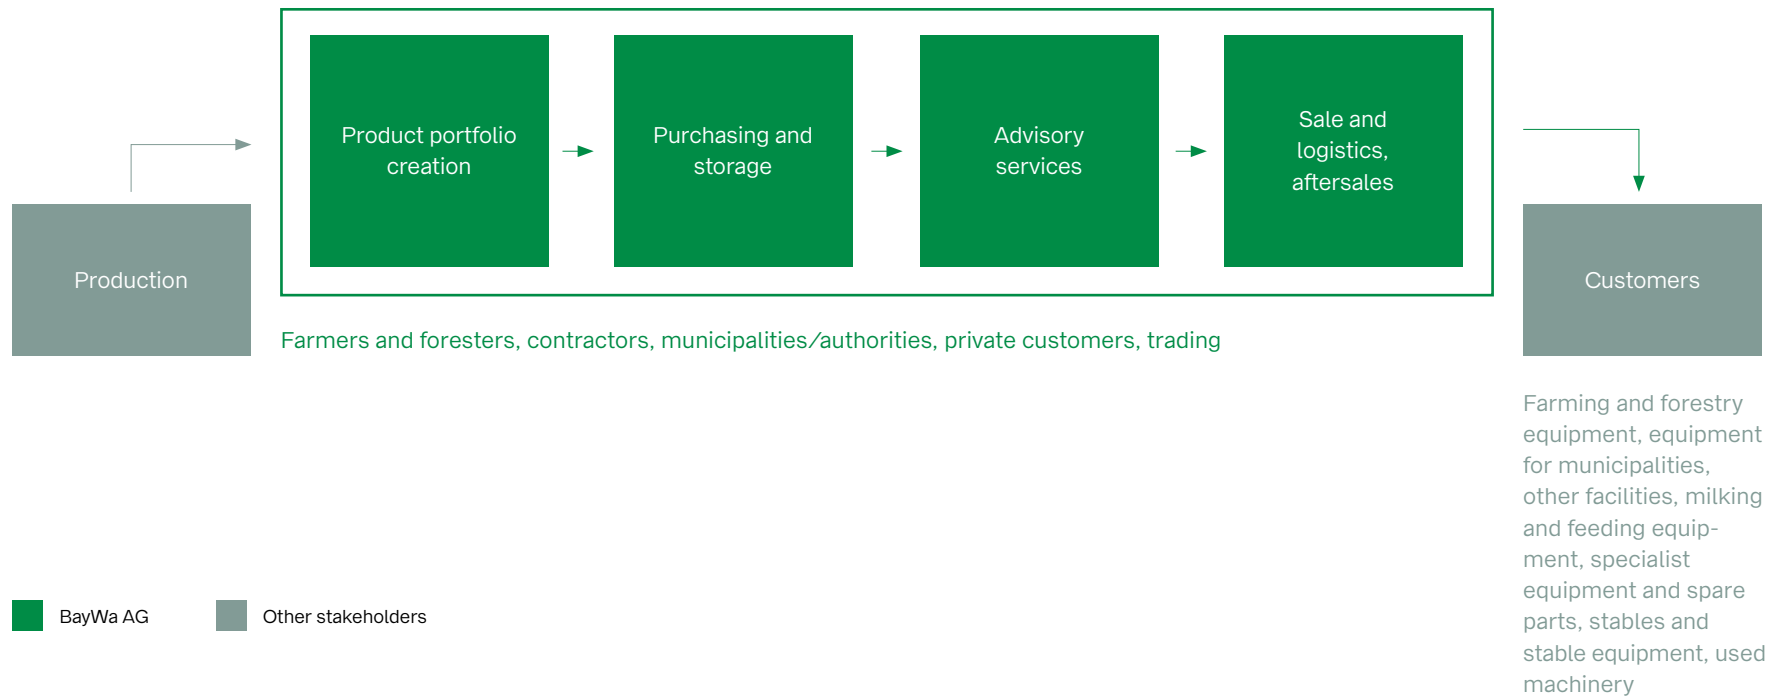 Product portfolio
creation
Purchasing and
storage
Advisory
services
Sale and
logistics,
aftersales
Production
Customers
Farmers and foresters, contractors, municipalities/authorities, private customers, trading
Farming and forestry
equipment, equipment
for municipalities,
other facilities, milking
and feeding equip-
ment, specialist
equipment and spare
parts, stables and
stable equipment, used
machinery
BayWa AG
Other stakeholders